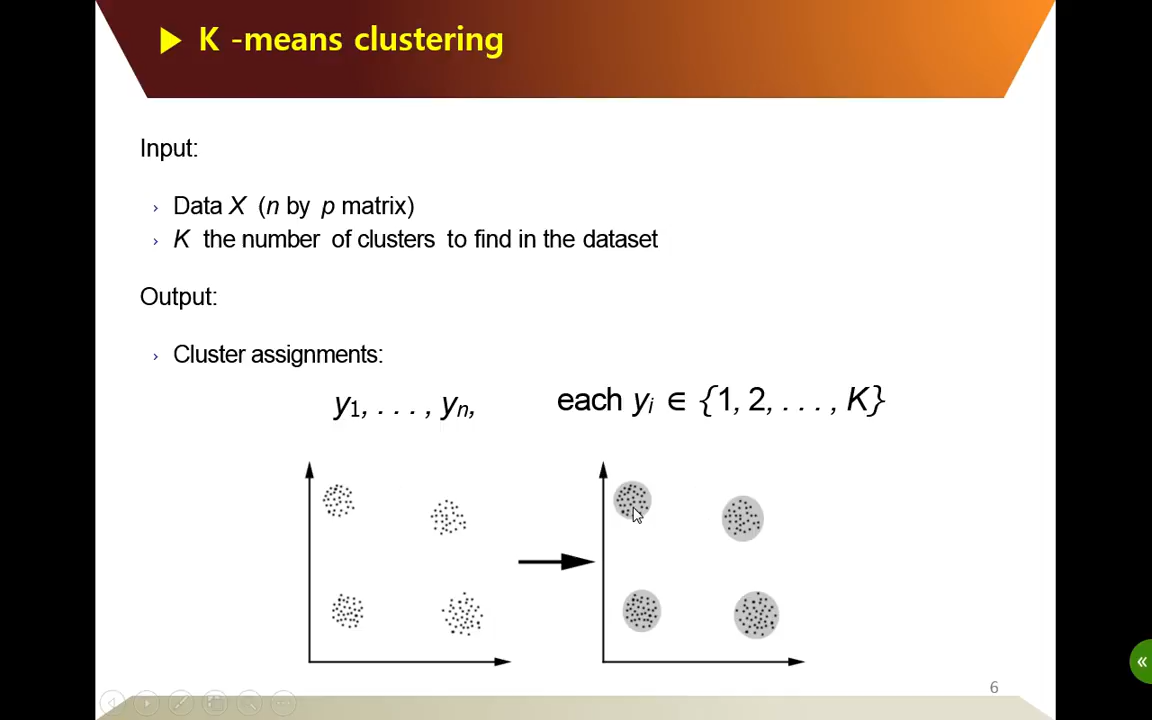 K -means clustering
Input:
› Data X (n by p matrix)
› K the number of clusters to find in the dataset
Output:
› Cluster assignments:
y1, . . . , yn, each yi ∈ {1, 2, . . . , K}
6
«